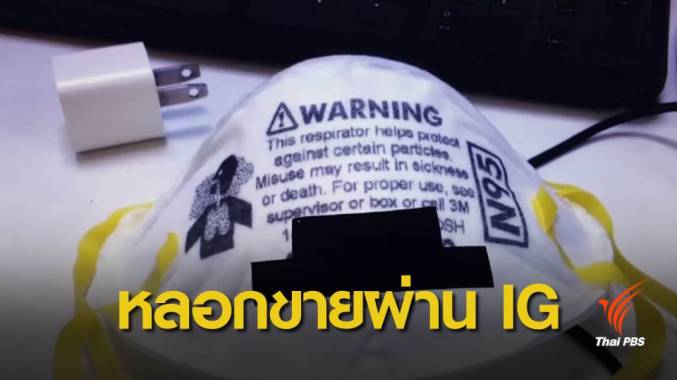 WARNING
This respirator helps protect
against certain particles.
Misuse may result in sickness
or death. For proper use, see
supervisor or box or call 3M
N95
หลอกขายผ่าน IG
Thai PBS